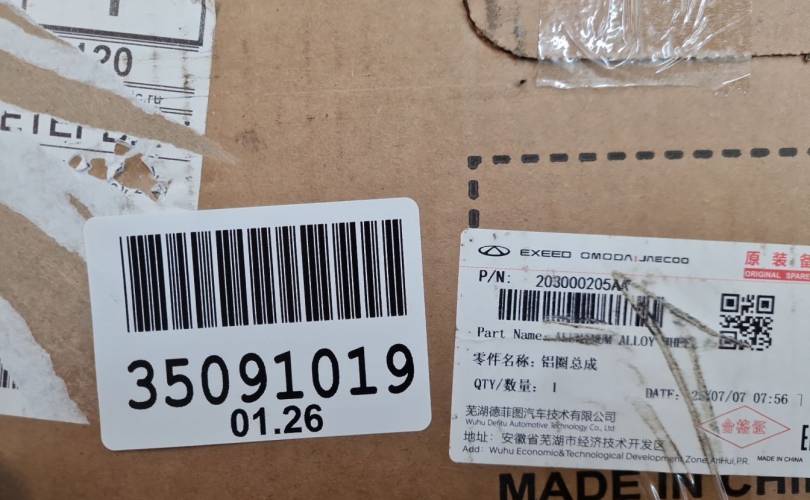 120
35091019
01.26
EXEED OMODA|JAECOO
原装备
ORIGINAL SPARE
P/N: 203000205AA
Part Name: ALUMINUM ALLOY WHEEL
零件名称: 铝圈总成
QTY/数量: 1
DATE: 25/07/07 07:56
芜湖德菲图汽车技术有限公司
Wuhu Defitu Automotive Technology Co., Ltd
地址: 安徽省芜湖市经济技术开发区
Add: Wuhu Economic&Technological Development Zone,AnHui,PR.
MADE IN CHINA
MADE IN CHI